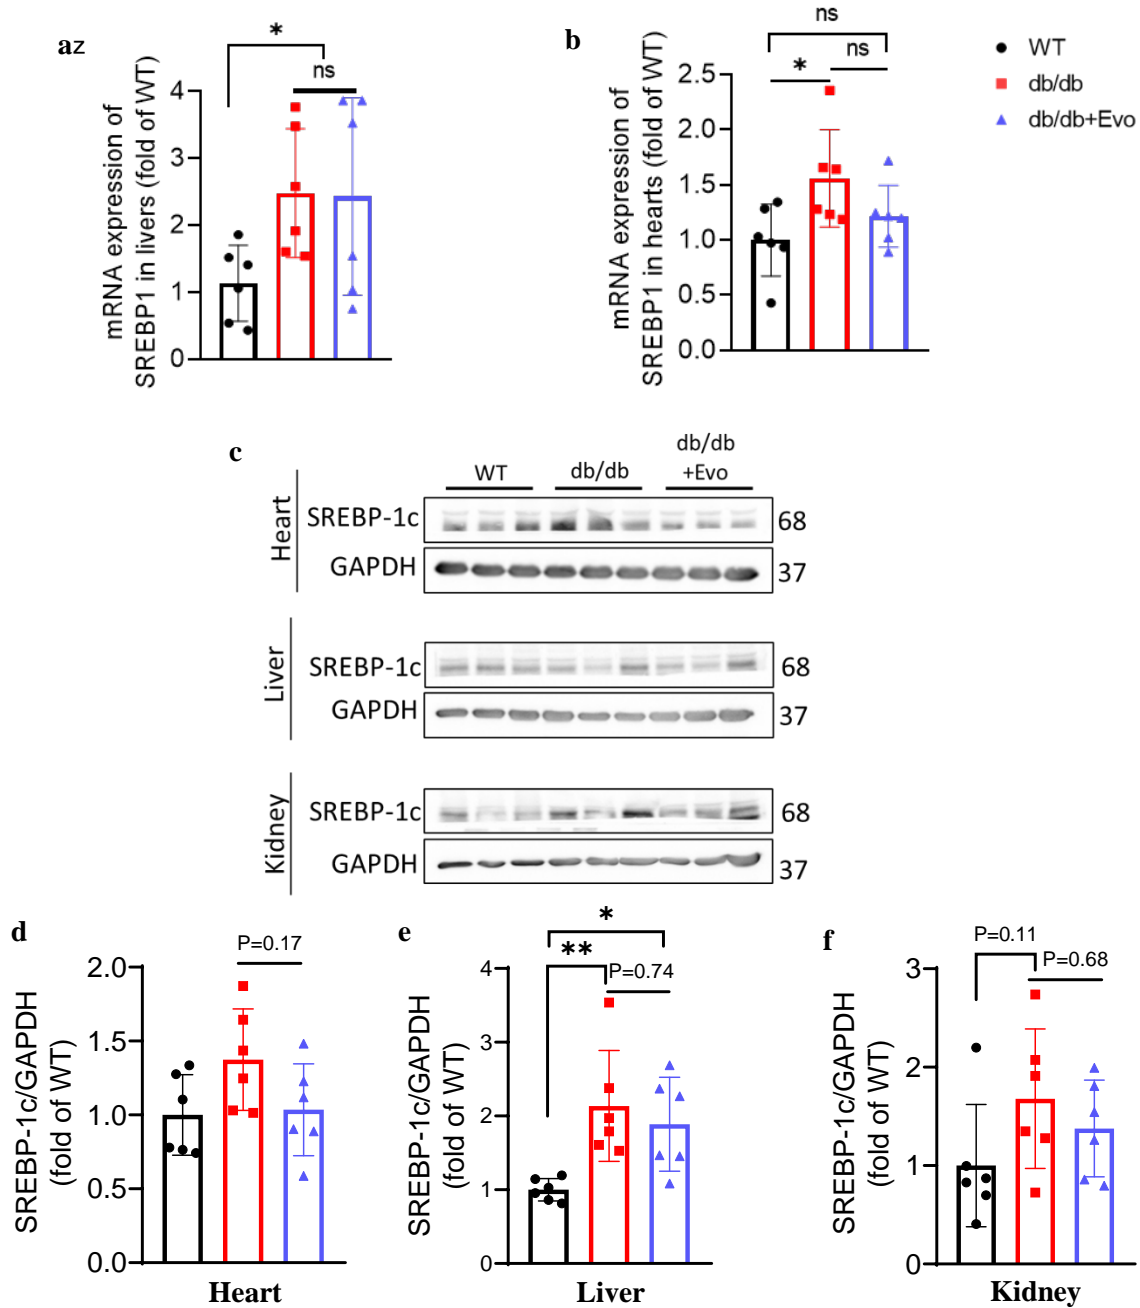 az
*
ns
mRNA expression of
SREBP1 in livers (fold of WT)
4
3
2
1
0
b
ns
ns
*
mRNA expression of
SREBP1 in hearts (fold of WT)
2.5
2.0
1.5
1.0
0.5
0.0
WT
db/db
db/db+Evo
c
WT
db/db
db/db
+Evo
Heart
SREBP-1c
68
GAPDH
37
Liver
SREBP-1c
68
GAPDH
37
Kidney
SREBP-1c
68
GAPDH
37
d
P=0.17
SREBP-1c/GAPDH
(fold of WT)
2.0
1.5
1.0
0.5
0.0
Heart
e
*
**
P=0.74
SREBP-1c/GAPDH
(fold of WT)
4
3
2
1
0
Liver
f
P=0.11
P=0.68
SREBP-1c/GAPDH
(fold of WT)
3
2
1
0
Kidney